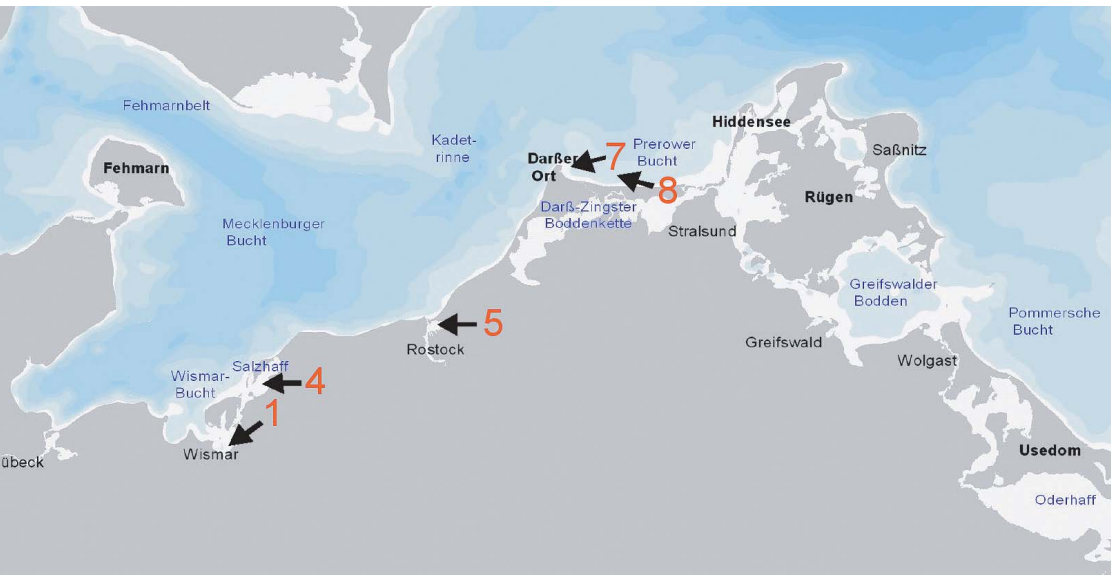 Fehmarnbelt
Fehmarn
Mecklenburger
Bucht
Kadet-
rinne
Darßer
Ort
7
Prerower
Bucht
8
Hiddensee
Saßnitz
Rügen
Darß-Zingster
Boddenkette
Stralsund
Greifswalder
Bodden
Pommersche
Bucht
Greifswald
Wolgast
5
Rostock
Salzhaff
4
Wismar-
Bucht
1
Wismar
übeck
Usedom
Oderhaff